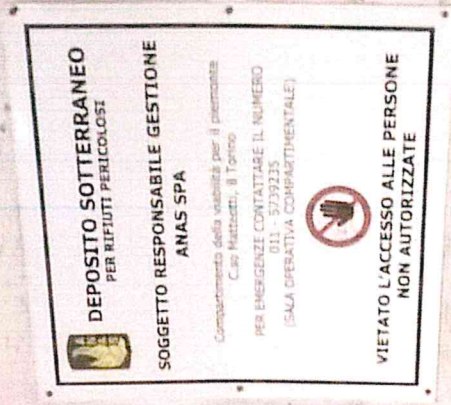 DEPOSITO SOTTERRANEO
PER RIFIUTI PERICOLOSI
SOGGETTO RESPONSABILE GESTIONE
ANAS SPA
Compartimento della viabilità per il piemonte
C.so Matteotti, 8 Torino
PER EMERGENZE CONTATTARE IL NUMERO
011 - 5739235
(SALA OPERATIVA COMPARTIMENTALE)
VIETATO L'ACCESSO ALLE PERSONE
NON AUTORIZZATE